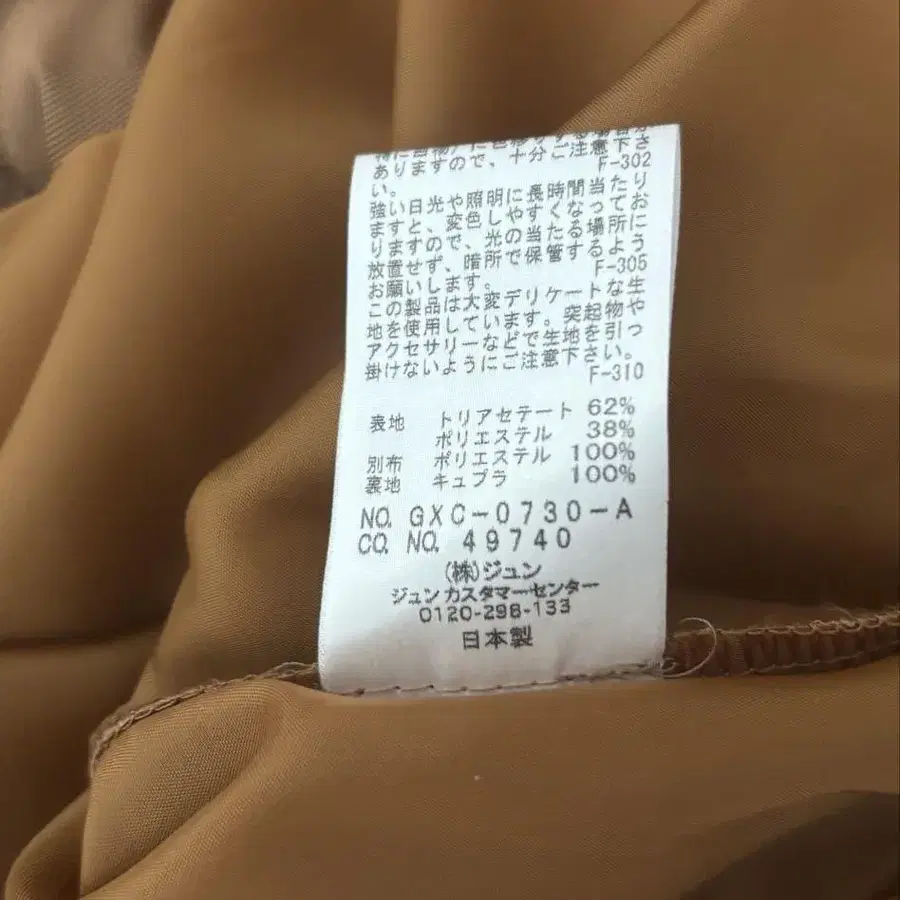 ありますので、十分ご注意下さ
い。 F-302
強い日光や照明に長時間当たり
ますと、変色しやすくなってお
りますので、光の当たる場所に
放置せず、暗所で保管するよう
お願いします。 F-305
この製品は大変デリケートな生
地を使用しています。突起物や
アクセサリーなどで生地を引っ
掛けないようにご注意下さい。
F-310
表地 トリアセテート 62%
ポリエステル 38%
別布 ポリエステル 100%
裏地 キュプラ 100%
NO. GXC-0730-A
CO. NO. 49740
(株)ジュン
ジュンカスタマーセンター
0120-298-133
日本製